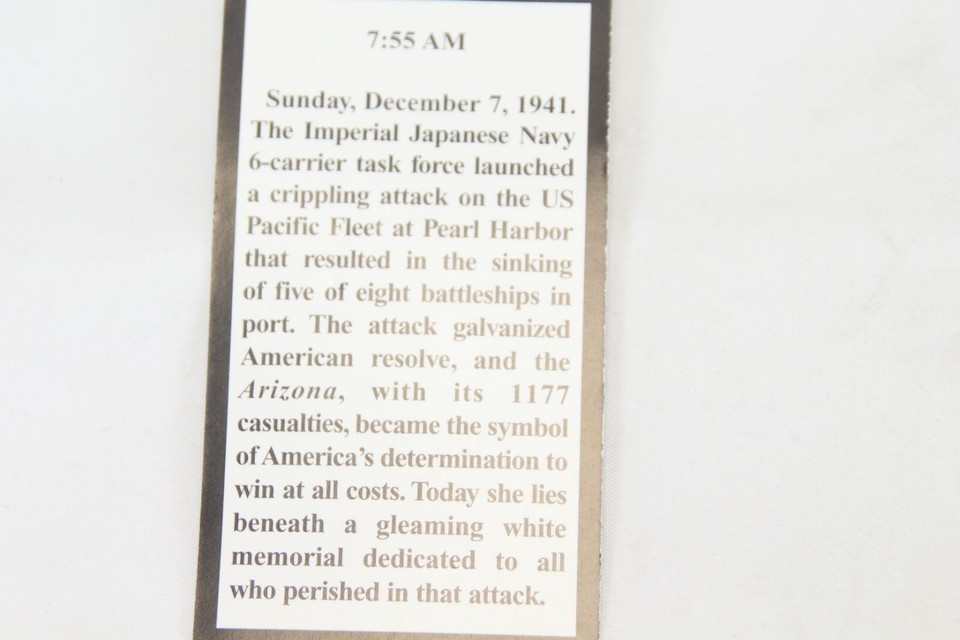 7:55 AM
Sunday, December 7, 1941.
The Imperial Japanese Navy
6-carrier task force launched
a crippling attack on the US
Pacific Fleet at Pearl Harbor
that resulted in the sinking
of five of eight battleships in
port. The attack galvanized
American resolve, and the
Arizona, with its 1177
casualties, became the symbol
of America’s determination to
win at all costs. Today she lies
beneath a gleaming white
memorial dedicated to all
who perished in that attack.